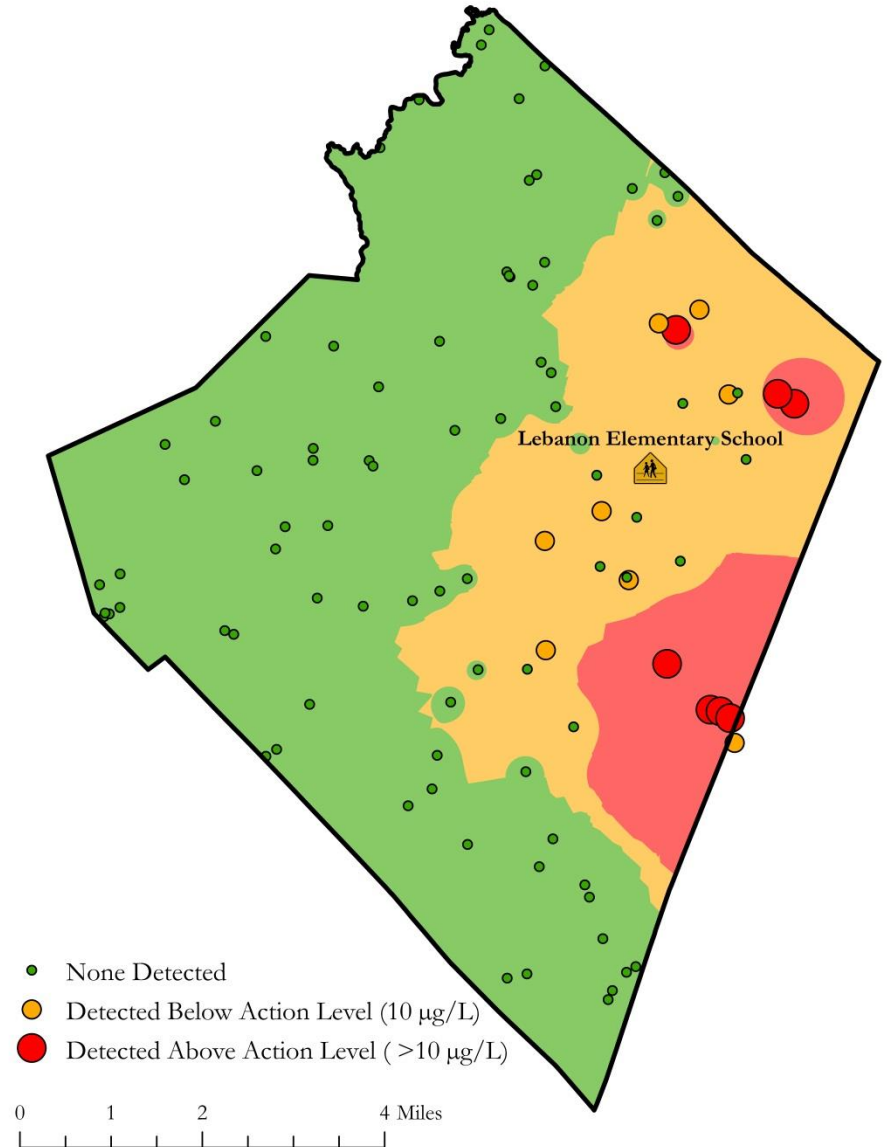 Lebanon Elementary School
None Detected
Detected Below Action Level (10 µg/L)
Detected Above Action Level ( >10 µg/L)
0 1 2 4 Miles